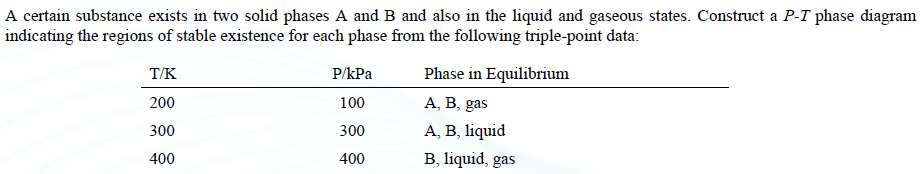 A certain substance exists in two solid phases A and B and also in the liquid and gaseous states. Construct a P-T phase diagram
indicating the regions of stable existence for each phase from the following triple-point data:
T/K P/kPa Phase in Equilibrium
200 100 A, B, gas
300 300 A, B, liquid
400 400 B, liquid, gas